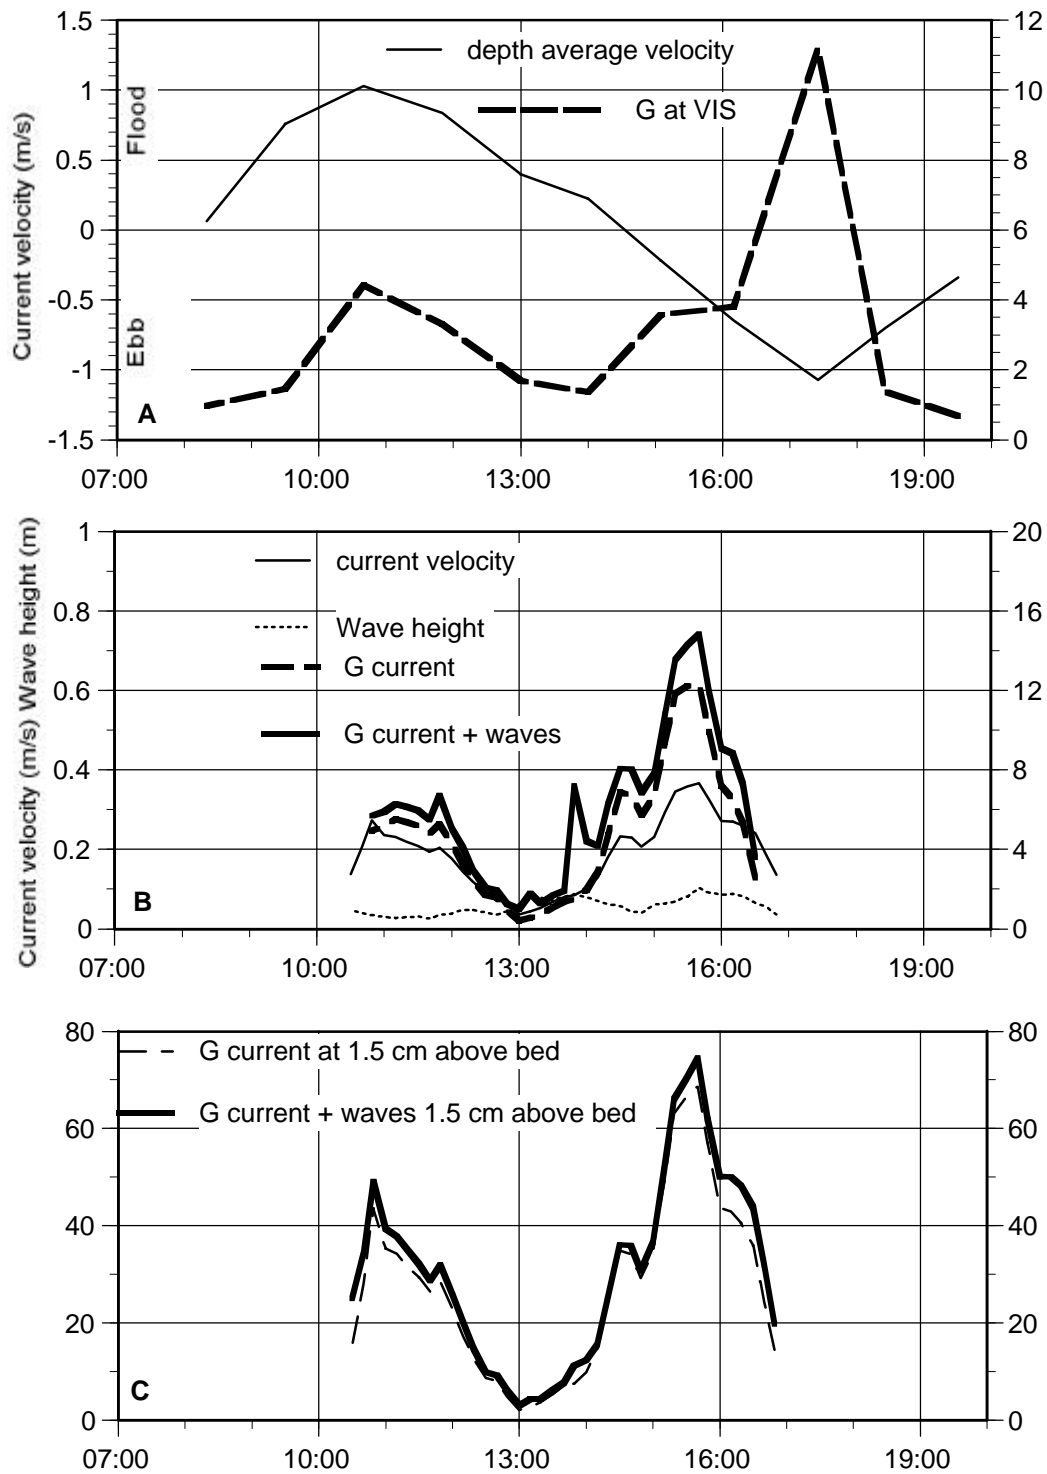 1.5
12
depth average velocity
1
10
G at VIS
Flood
0.5
8
Current velocity (m/s)
0
6
-0.5
4
Ebb
-1
2
A
-1.5
0
07:00 10:00 13:00 16:00 19:00
1
20
current velocity
0.8
16
Wave height
G current
0.6
12
G current + waves
Current velocity (m/s) Wave height (m)
0.4
8
0.2
4
B
0
0
07:00 10:00 13:00 16:00 19:00
80
80
G current at 1.5 cm above bed
G current + waves 1.5 cm above bed
60
60
40
40
20
20
C
0
0
07:00 10:00 13:00 16:00 19:00